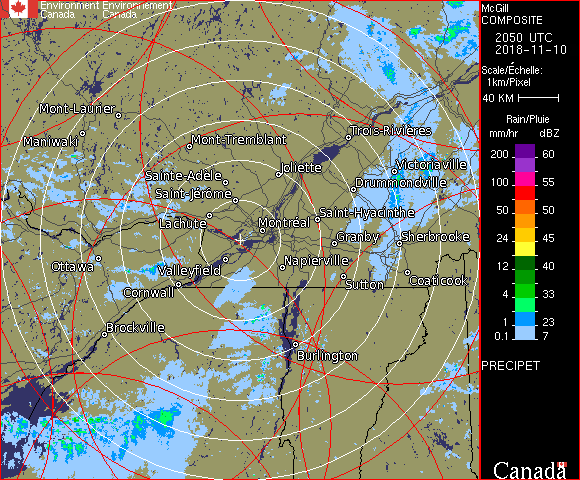 Environment Environnement
Canada Canada
McGill
COMPOSITE
2050 UTC
2018-11-10
Scale/Échelle:
1km/Pixel
40 KM
Rain/Pluie
mm/hr dBZ
200 60
150 57
100 55
50 50
24 45
12 40
4 33
1 23
0.1 7
PRECIPET
Canada
Mont-Laurier
Maniwaki
Mont-Tremblant
Trois-Rivières
Joliette
Victoriaville
Sainte-Adèle
Drummondville
Saint-Jérôme
Lachute
Montréal
Saint-Hyacinthe
Granby
Sherbrooke
Ottawa
Valleyfield
Napierville
Cornwall
Sutton
Coaticook
Brockville
Burlington